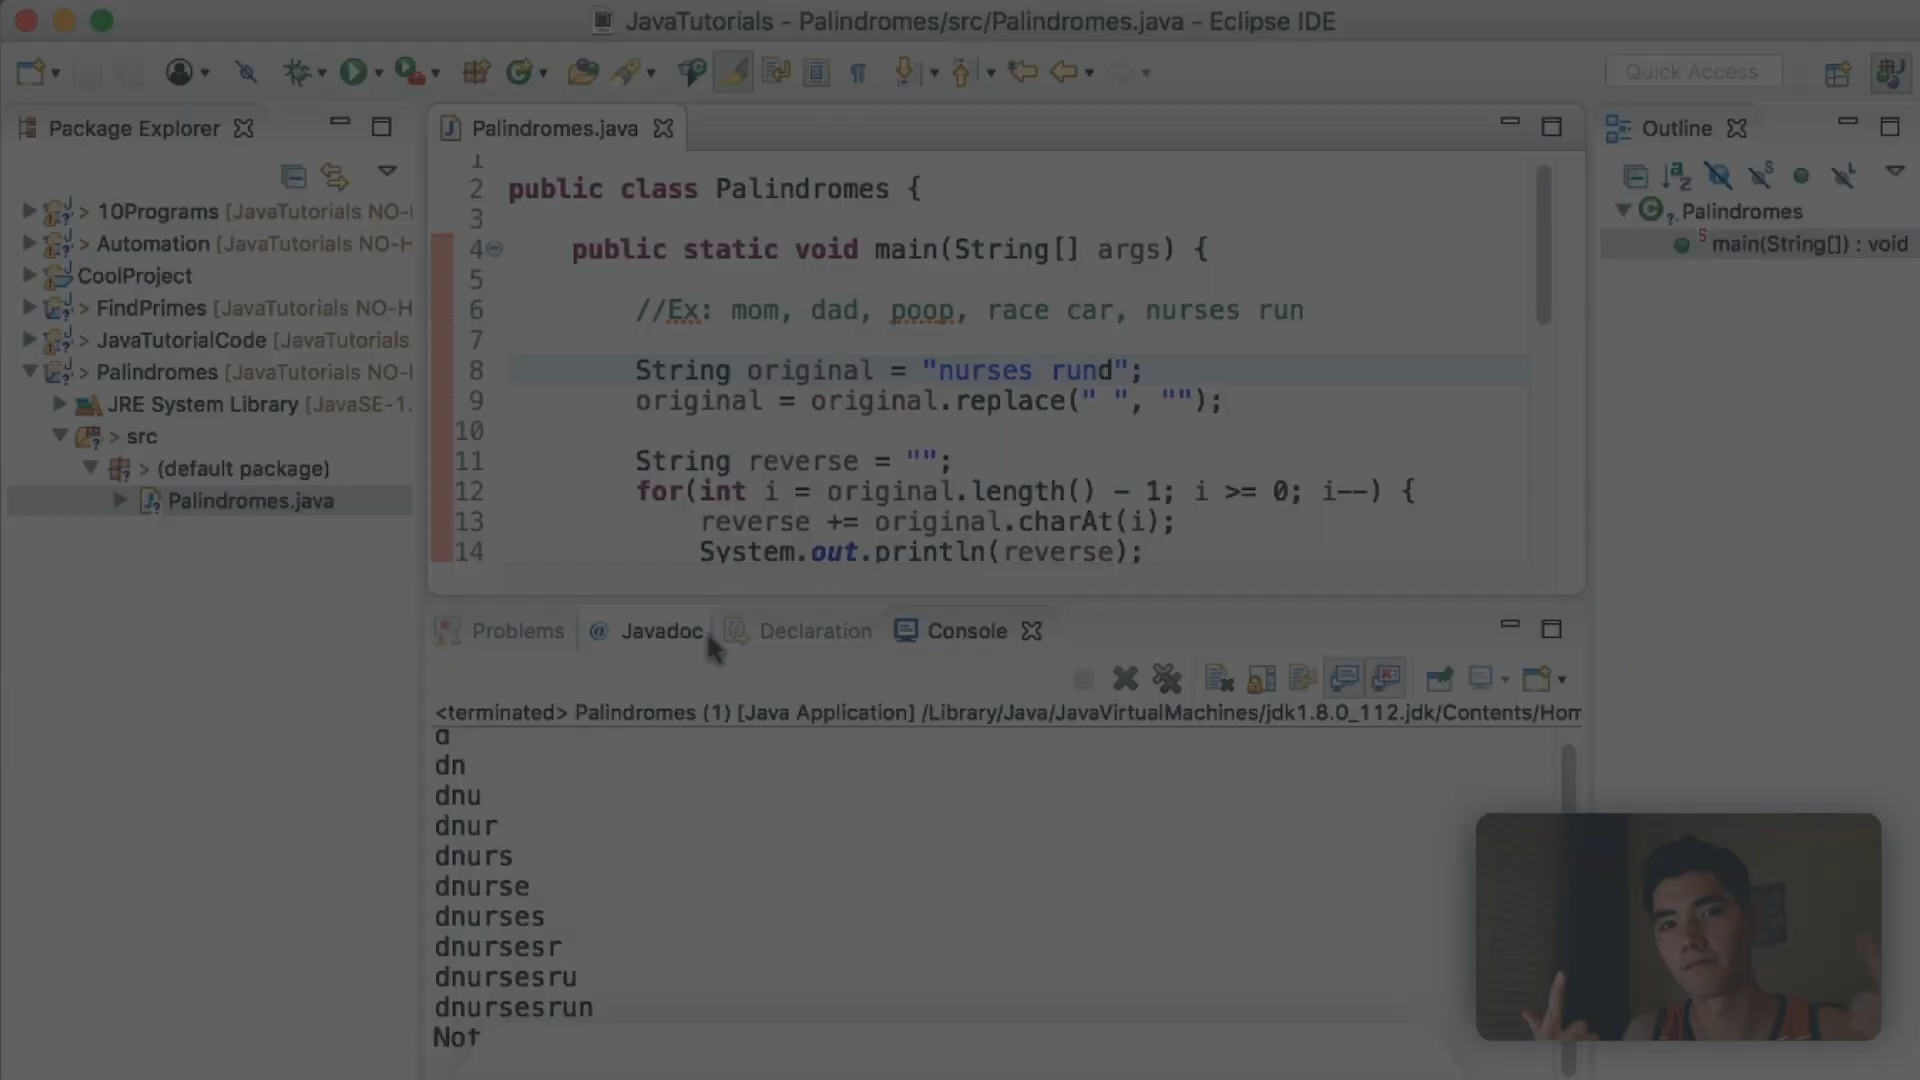 JavaTutorials - Palindromes/src/Palindromes.java - Eclipse IDE
Quick Access
Package Explorer
Palindromes.java
Outline
> 10Programs [JavaTutorials NO-
> Automation [JavaTutorials NO-H
CoolProject
> FindPrimes [JavaTutorials NO-H
> JavaTutorialCode [JavaTutorials
> Palindromes [JavaTutorials NO-
JRE System Library [JavaSE-1.
> src
> (default package)
Palindromes.java
1
2 public class Palindromes {
3
4 public static void main(String[] args) {
5
6 //Ex: mom, dad, poop, race car, nurses run
7
8 String original = "nurses rund";
9 original = original.replace(" ", "");
10
11 String reverse = "";
12 for(int i = original.length() - 1; i >= 0; i--) {
13 reverse += original.charAt(i);
14 System.out.println(reverse);
Palindromes
main(String[]) : void
Problems @ Javadoc Declaration Console
<terminated> Palindromes (1) [Java Application] /Library/Java/JavaVirtualMachines/jdk1.8.0_112.jdk/Contents/Hom
d
dn
dnu
dnur
dnurs
dnurse
dnurses
dnursesr
dnursesru
dnursesrun
Not